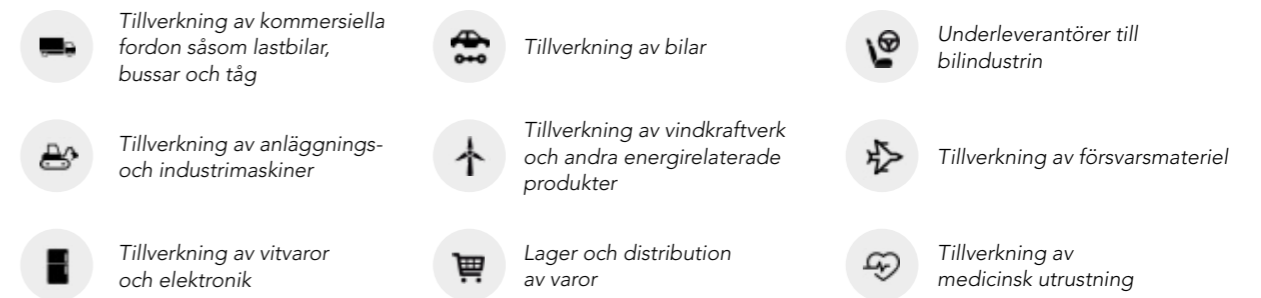 Tillverkning av kommersiella
fordon såsom lastbilar,
bussar och tåg
Tillverkning av bilar
Underleverantörer till
bilindustrin
Tillverkning av anläggnings-
och industrimaskiner
Tillverkning av vindkraftverk
och andra energirelaterade
produkter
Tillverkning av försvarsmateriel
Tillverkning av vitvaror
och elektronik
Lager och distribution
av varor
Tillverkning av
medicinsk utrustning